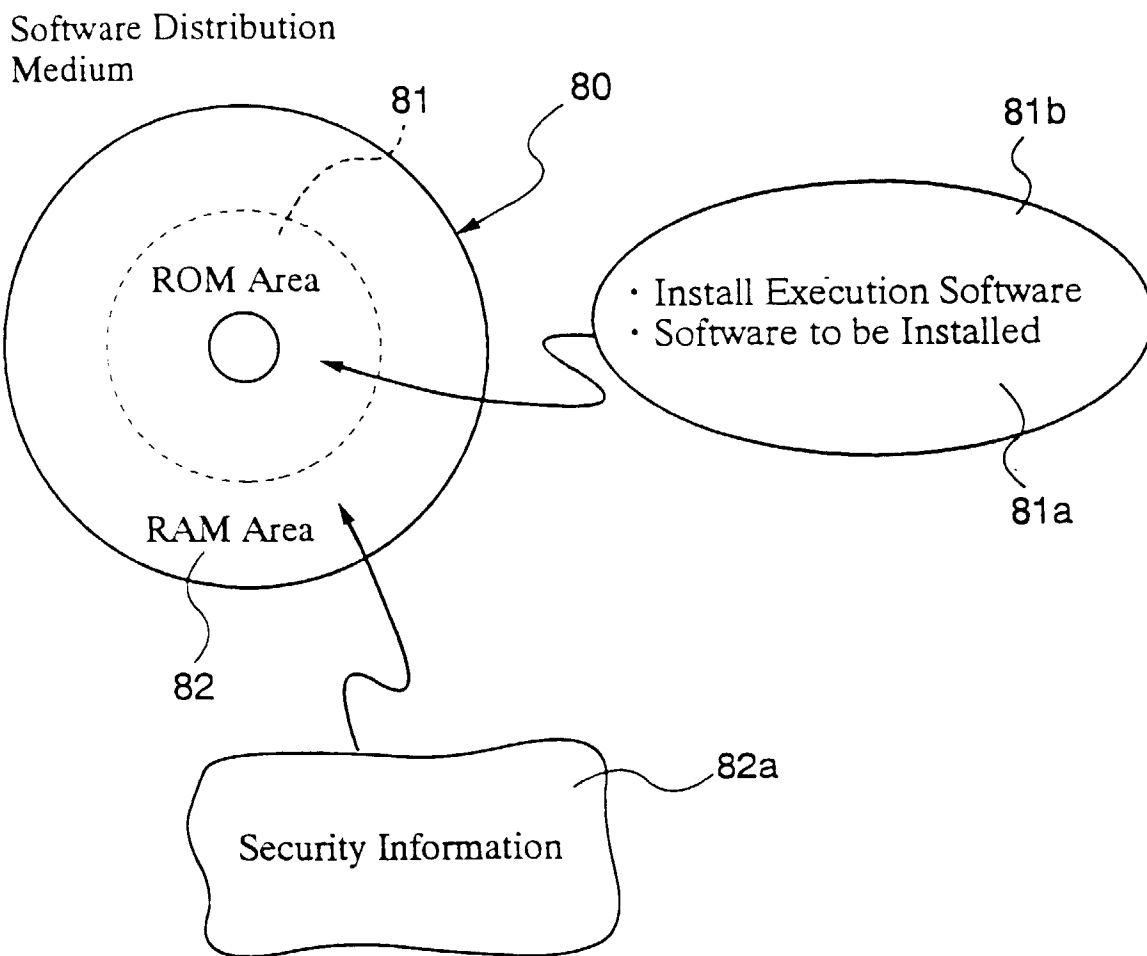 Software Distribution
Medium
81
80
81b
ROM Area
・Install Execution Software
・Software to be Installed
RAM Area
81a
82
82a
Security Information